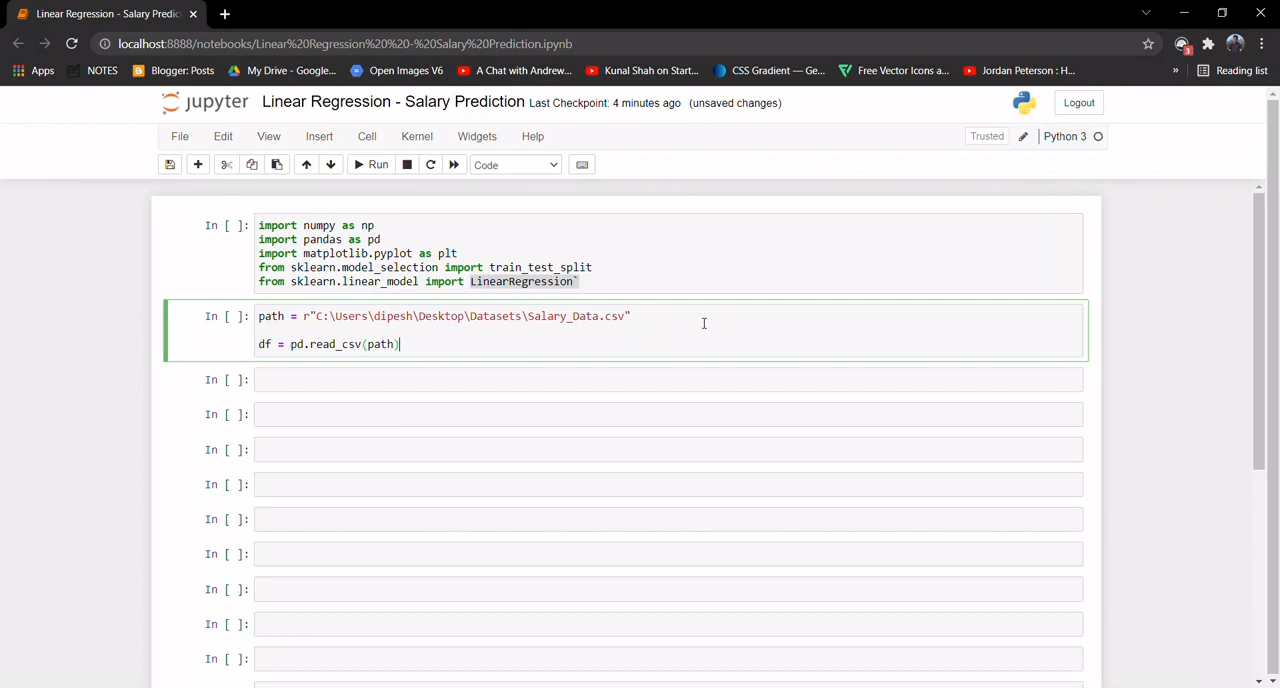 Linear Regression - Salary Predic
localhost:8888/notebooks/Linear%20Regression%20%20-%20Salary%20Prediction.ipynb
3
Apps NOTES Blogger: Posts My Drive - Google... Open Images V6 A Chat with Andrew... Kunal Shah on Start... CSS Gradient — Ge... Free Vector Icons a... Jordan Peterson : H... » Reading list
jupyter Linear Regression - Salary Prediction Last Checkpoint: 4 minutes ago (unsaved changes) Logout
File Edit View Insert Cell Kernel Widgets Help Trusted Python 3
Run Code
In [ ]: import numpy as np
import pandas as pd
import matplotlib.pyplot as plt
from sklearn.model_selection import train_test_split
from sklearn.linear_model import LinearRegression`
In [ ]: path = r"C:\Users\dipesh\Desktop\Datasets\Salary_Data.csv"
df = pd.read_csv(path)
In [ ]:
In [ ]:
In [ ]:
In [ ]:
In [ ]:
In [ ]:
In [ ]:
In [ ]:
In [ ]: